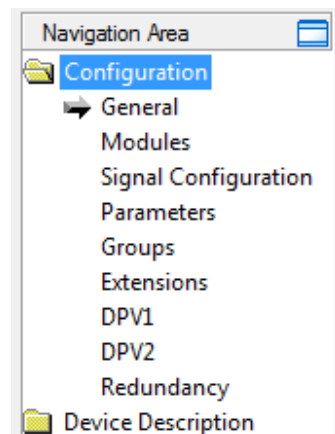 Navigation Area
Configuration
General
Modules
Signal Configuration
Parameters
Groups
Extensions
DPV1
DPV2
Redundancy
Device Description